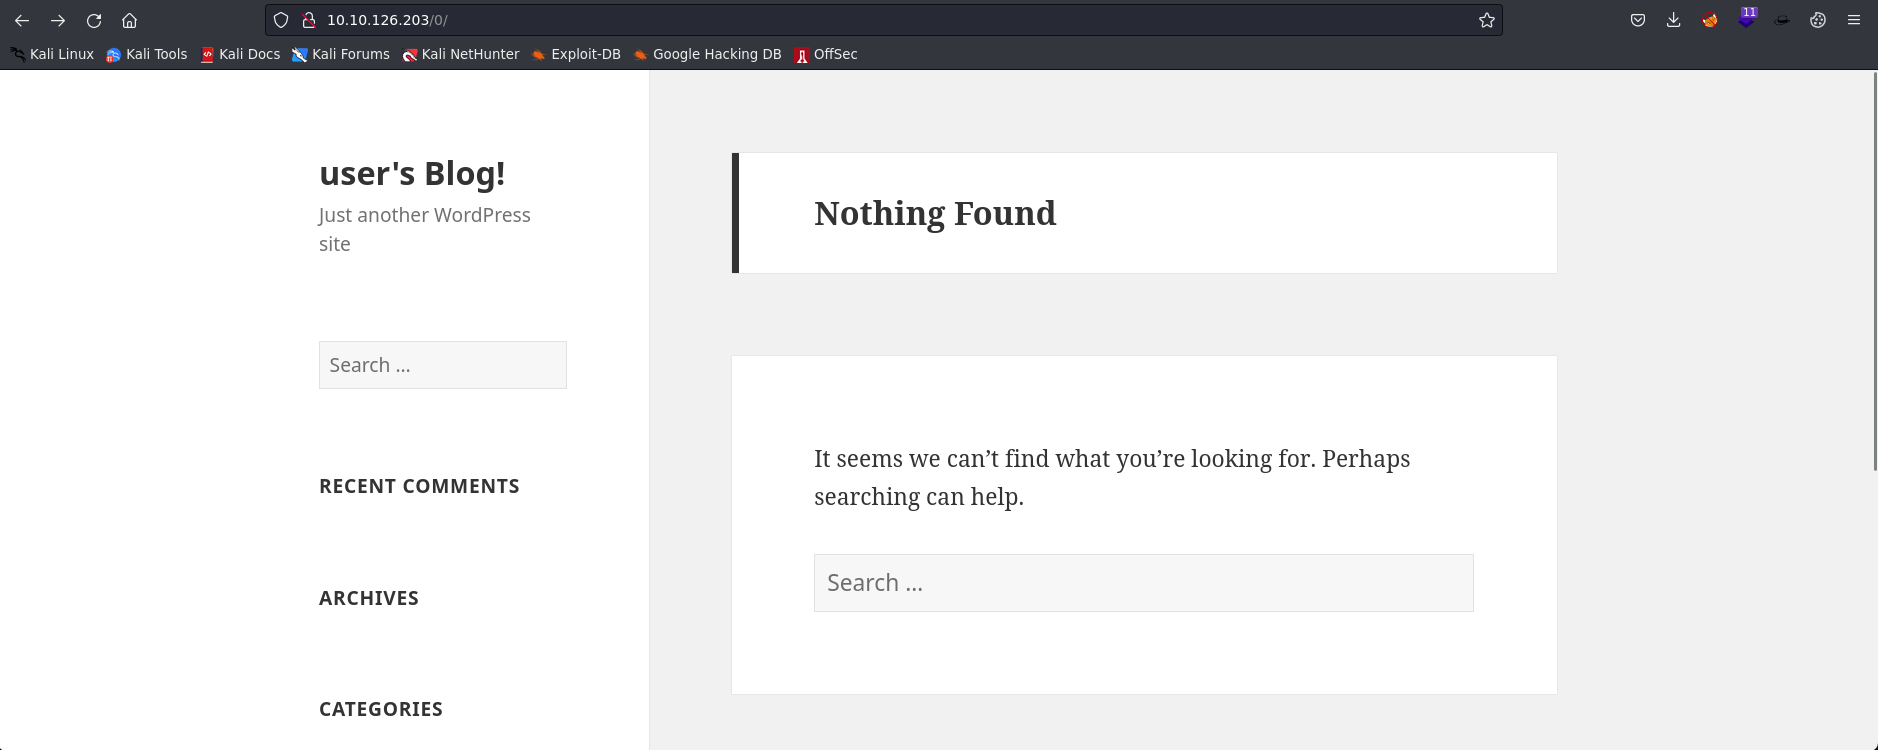 10.10.126.203/0/
11
Kali Linux Kali Tools Kali Docs Kali Forums Kali NetHunter Exploit-DB Google Hacking DB OffSec
user's Blog!
Just another WordPress
site
Search ...
RECENT COMMENTS
ARCHIVES
CATEGORIES
Nothing Found
It seems we can’t find what you’re looking for. Perhaps
searching can help.
Search ...